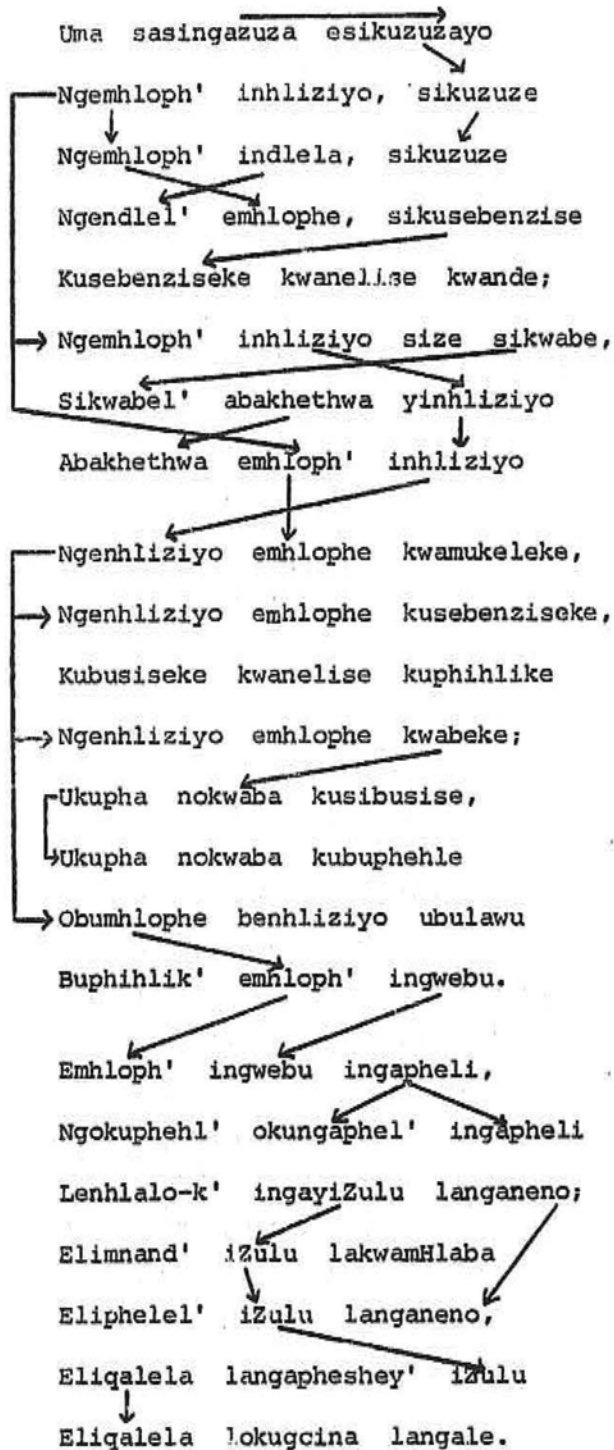 Uma sasingazuza esikuzuzayo
Ngemhloph' inhliziyo, sikuzuze
Ngemhloph' indlela, sikuzuze
Ngendlel' emhlophe, sikusebenzise
Kusebenziseke kwanelise kwande;
Ngemhloph' inhliziyo size sikwabe,
Sikwabel' abakhethwa yinhliziyo
Abakhethwa emhloph' inhliziyo
Ngenhliziyo emhlophe kwamukeleke,
Ngenhliziyo emhlophe kusebenziseke,
Kubusiseke kwanelise kuphihlike
Ngenhliziyo emhlophe kwabeke;
Ukupha nokwaba kusibusise,
Ukupha nokwaba kubuphehle
Obumhlophe benhliziyo ubulawu
Buphihlik' emhloph' ingwebu.
Emhloph' ingwebu ingapheli,
Ngokuphehl' okungaphel' ingapheli
Lenhlalo-k' ingayiZulu langaneno;
Elimnand' iZulu lakwamHlaba
Eliphelel' iZulu langaneno,
Eliqalela langapheshey' iZulu
Eliqalela lokugcina langale.